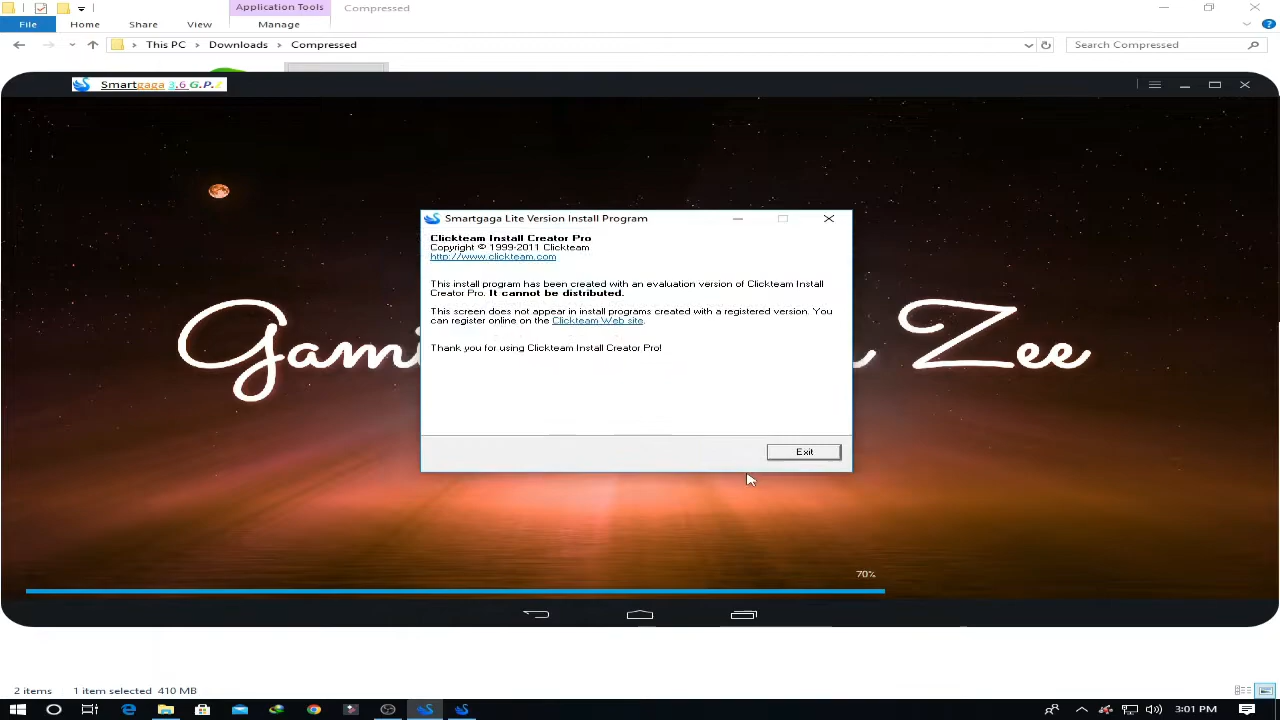 Application Tools
Compressed
File
Home
Share
View
Manage
This PC
Downloads
Compressed
Search Compressed
Smartgaga 3.6 G.P.Z
Smartgaga Lite Version Install Program
Clickteam Install Creator Pro
Copyright © 1999-2011 Clickteam
http://www.clickteam.com
This install program has been created with an evaluation version of Clickteam Install
Creator Pro. It cannot be distributed.
This screen does not appear in install programs created with a registered version. You
can register online on the Clickteam Web site.
Thank you for using Clickteam Install Creator Pro!
Exit
Zee
70%
2 items
1 item selected 410 MB
3:01 PM